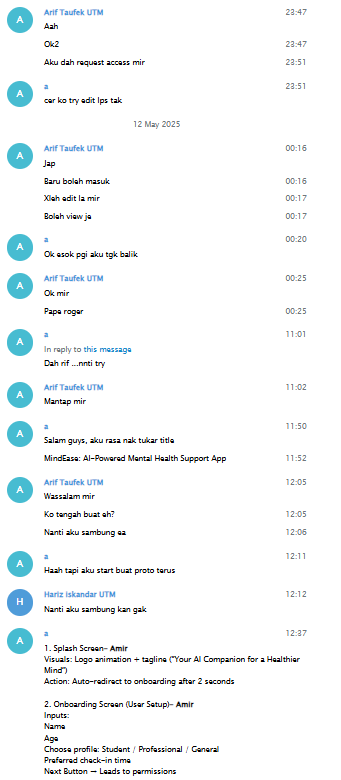 A
Arif Taufek UTM 23:47
Aah
Ok2 23:47
Aku dah request access mir 23:51
A
a 23:51
cer ko try edit lps tak
12 May 2025
A
Arif Taufek UTM 00:16
Jap
Baru boleh masuk 00:16
Xleh edit la mir 00:17
Boleh view je 00:17
A
a 00:20
Ok esok pgi aku tgk balik
A
Arif Taufek UTM 00:25
Ok mir
Pape roger 00:25
A
a 11:01
In reply to this message
Dah rif ...nnti try
A
Arif Taufek UTM 11:02
Mantap mir
A
a 11:50
Salam guys, aku rasa nak tukar title
MindEase: AI-Powered Mental Health Support App 11:52
A
Arif Taufek UTM 12:05
Wassalam mir
Ko tengah buat eh? 12:05
Nanti aku sambung ea 12:06
A
a 12:11
Haah tapi aku start buat proto terus
H
Hariz iskandar UTM 12:12
Nanti aku sambung kan gak
A
a 12:37
1. Splash Screen- Amir
Visuals: Logo animation + tagline ("Your AI Companion for a Healthier
Mind")
Action: Auto-redirect to onboarding after 2 seconds
2. Onboarding Screen (User Setup)- Amir
Inputs:
Name
Age
Choose profile: Student / Professional / General
Preferred check-in time
Next Button → Leads to permissions